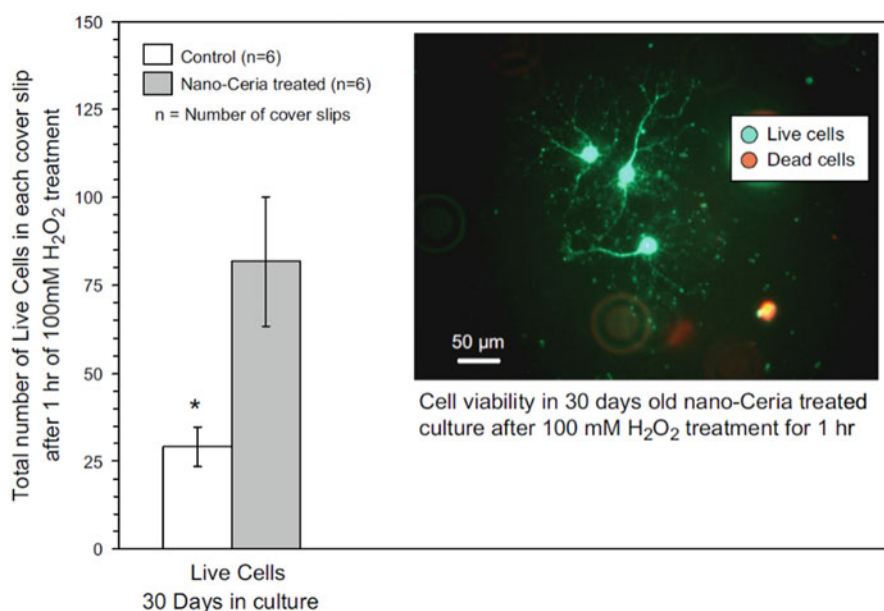 Total number of Live Cells in each cover slip
after 1 hr of 100mM H₂O₂ treatment
150
125
100
75
50
25
0
Control (n=6)
Nano-Ceria treated (n=6)
n = Number of cover slips
*
Live Cells
30 Days in culture
Live cells
Dead cells
50 µm
Cell viability in 30 days old nano-Ceria treated
culture after 100 mM H₂O₂ treatment for 1 hr